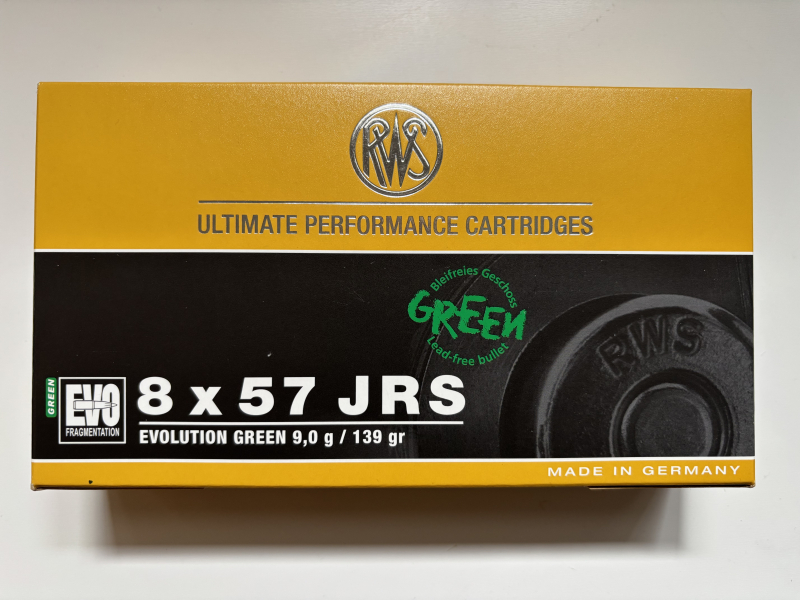 RWS
ULTIMATE PERFORMANCE CARTRIDGES
Bleifreies Geschoss
GREEN
Lead-free bullet
RWS
GREEN
EVO
FRAGMENTATION
8 x 57 JRS
EVOLUTION GREEN 9,0 g / 139 gr
MADE IN GERMANY